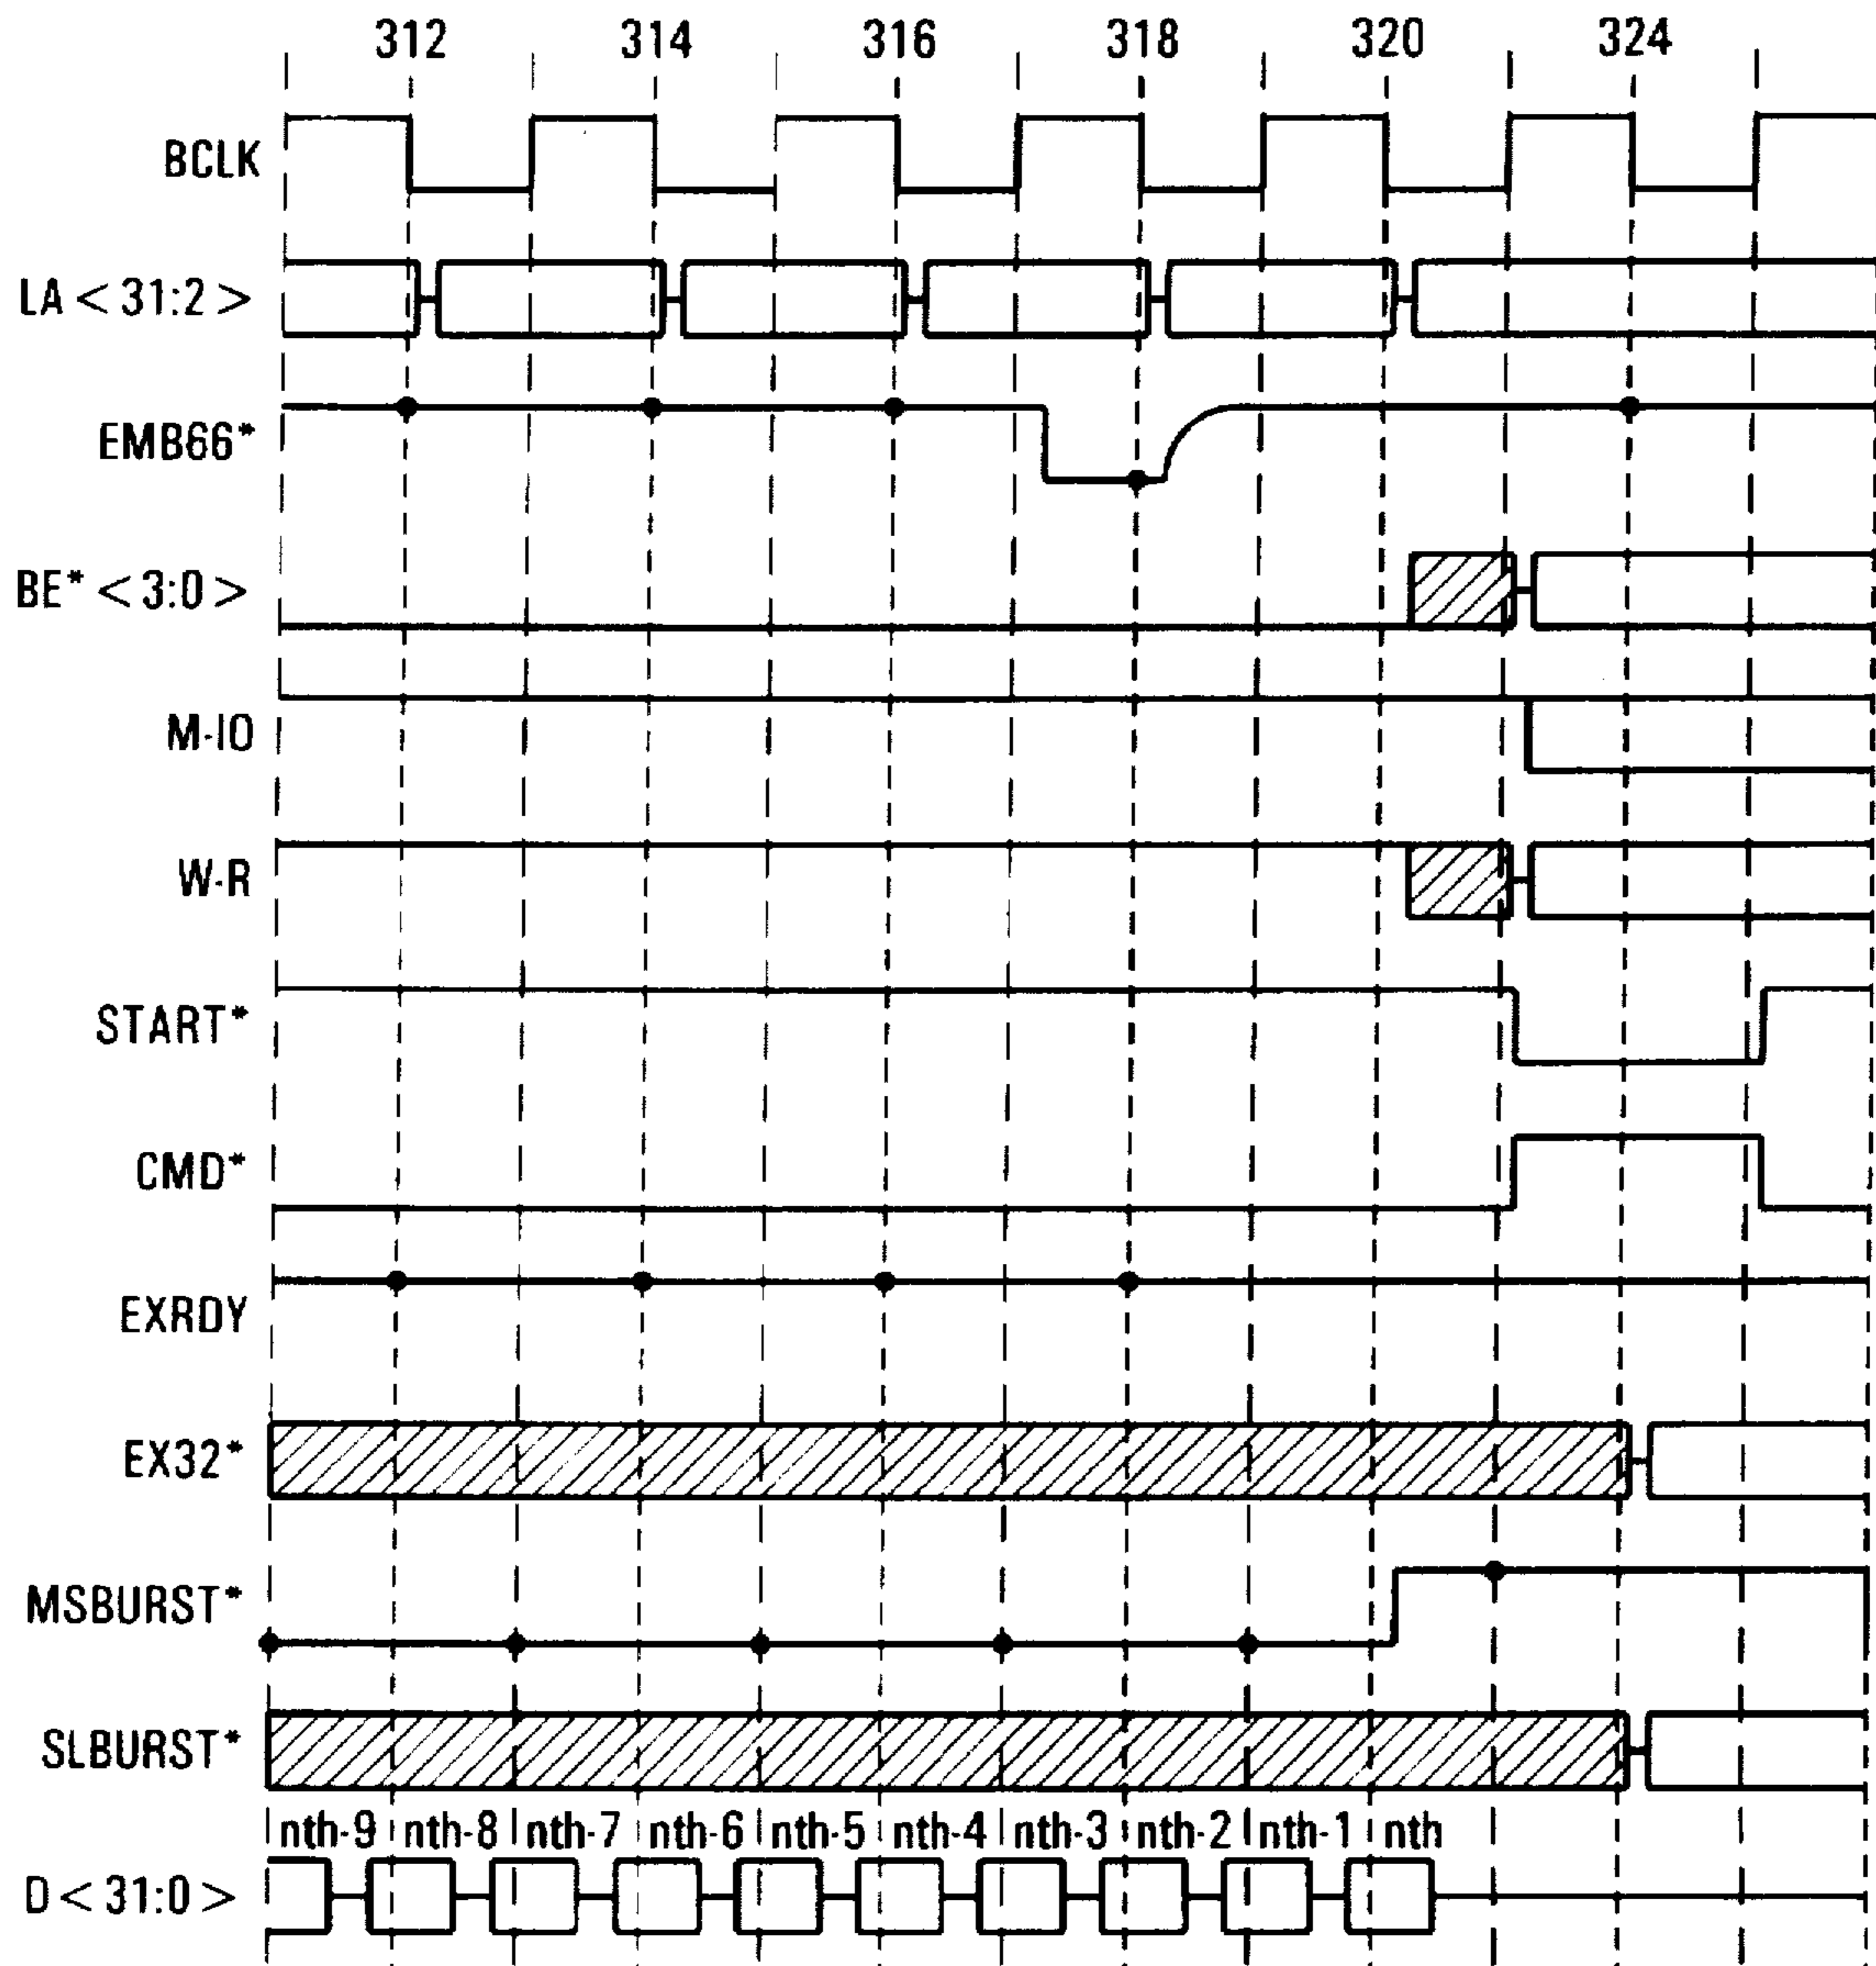 312 314 316 318 320 324
BCLK
LA < 31:2 >
EMB66*
BE* < 3:0 >
M-IO
W-R
START*
CMD*
EXRDY
EX32*
MSBURST*
SLBURST*
nth-9 nth-8 nth-7 nth-6 nth-5 nth-4 nth-3 nth-2 nth-1 nth
D < 31:0 >